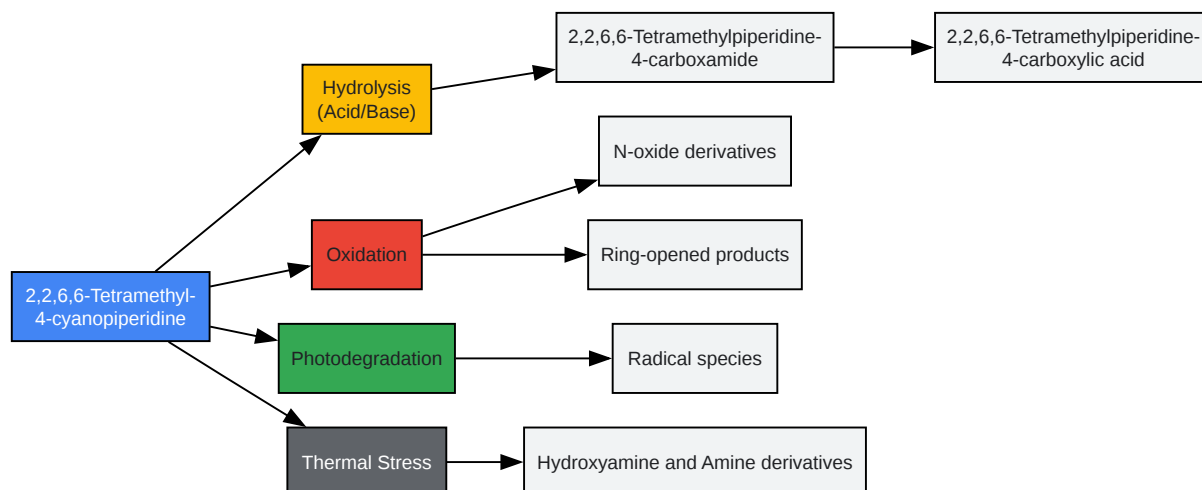 2,2,6,6-Tetramethylpiperidine-
4-carboxamide
2,2,6,6-Tetramethylpiperidine-
4-carboxylic acid
Hydrolysis
(Acid/Base)
N-oxide derivatives
Oxidation
Ring-opened products
2,2,6,6-Tetramethyl-
4-cyanopiperidine
Photodegradation
Radical species
Thermal Stress
Hydroxyamine and Amine derivatives